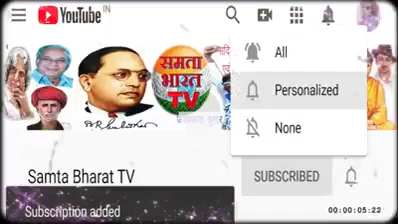 YouTube IN
समता
भारत
TV
All
Personalized
None
Samta Bharat TV
SUBSCRIBED
Subscription added
00:00:05:22